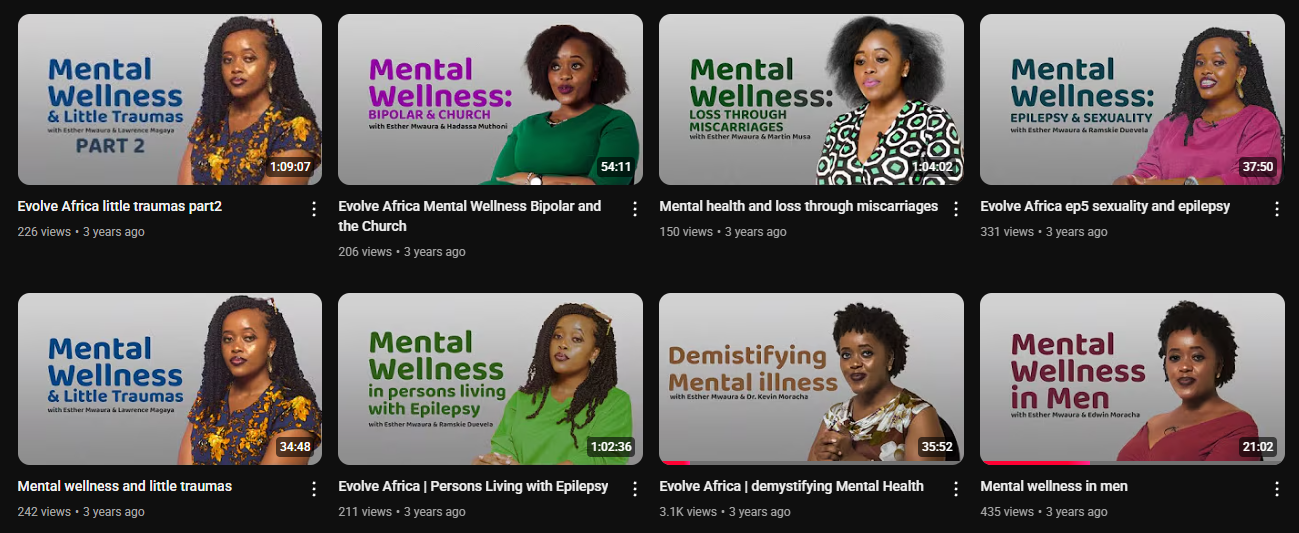 Mental
Wellness
& Little Traumas
with Esther Mwaura & Lawrence Magaya
PART 2
1:09:07
Evolve Africa little traumas part2
226 views • 3 years ago
Mental
Wellness:
BIPOLAR & CHURCH
with Esther Mwaura & Hadassa Muthoni
54:11
Evolve Africa Mental Wellness Bipolar and
the Church
206 views • 3 years ago
Mental
Wellness:
LOSS THROUGH
MISCARRIAGES
with Esther Mwaura & Martin Musa
1:04:02
Mental health and loss through miscarriages
150 views • 3 years ago
Mental
Wellness:
EPILEPSY & SEXUALITY
with Esther Mwaura & Ramskie Duevela
37:50
Evolve Africa ep5 sexuality and epilepsy
331 views • 3 years ago
Mental
Wellness
& Little Traumas
with Esther Mwaura & Lawrence Magaya
34:48
Mental wellness and little traumas
242 views • 3 years ago
Mental
Wellness
in persons living
with Epilepsy
with Esther Mwaura & Ramskie Duevela
1:02:36
Evolve Africa | Persons Living with Epilepsy
211 views • 3 years ago
Demistifying
Mental illness
with Esther Mwaura & Dr. Kevin Moracha
35:52
Evolve Africa | demystifying Mental Health
3.1K views • 3 years ago
Mental
Wellness
in Men
with Esther Mwaura & Edwin Moracha
21:02
Mental wellness in men
435 views • 3 years ago